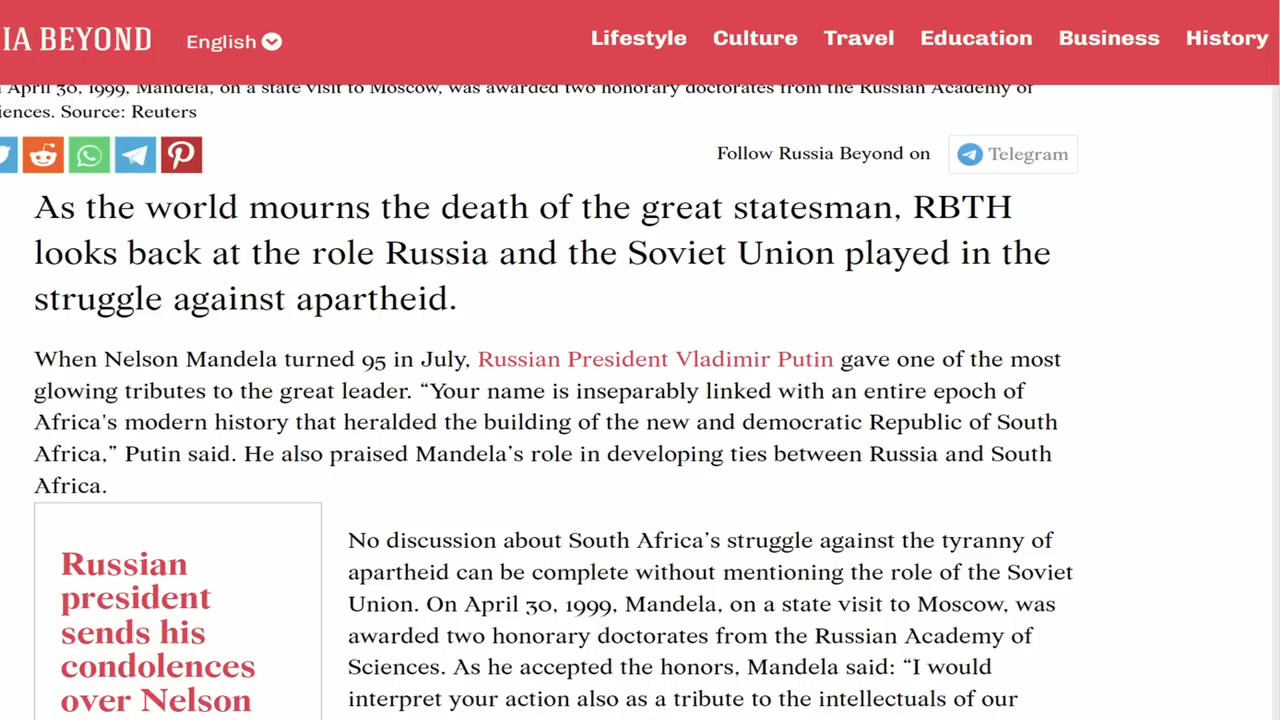 IA BEYOND
English
Lifestyle Culture Travel Education Business History
April 30, 1999, Mandela, on a state visit to Moscow, was awarded two honorary doctorates from the Russian Academy of
iences. Source: Reuters
Follow Russia Beyond on
Telegram
As the world mourns the death of the great statesman, RBTH
looks back at the role Russia and the Soviet Union played in the
struggle against apartheid.
When Nelson Mandela turned 95 in July, Russian President Vladimir Putin gave one of the most
glowing tributes to the great leader. “Your name is inseparably linked with an entire epoch of
Africa's modern history that heralded the building of the new and democratic Republic of South
Africa,” Putin said. He also praised Mandela’s role in developing ties between Russia and South
Africa.
Russian
president
sends his
condolences
over Nelson
No discussion about South Africa’s struggle against the tyranny of
apartheid can be complete without mentioning the role of the Soviet
Union. On April 30, 1999, Mandela, on a state visit to Moscow, was
awarded two honorary doctorates from the Russian Academy of
Sciences. As he accepted the honors, Mandela said: “I would
interpret your action also as a tribute to the intellectuals of our